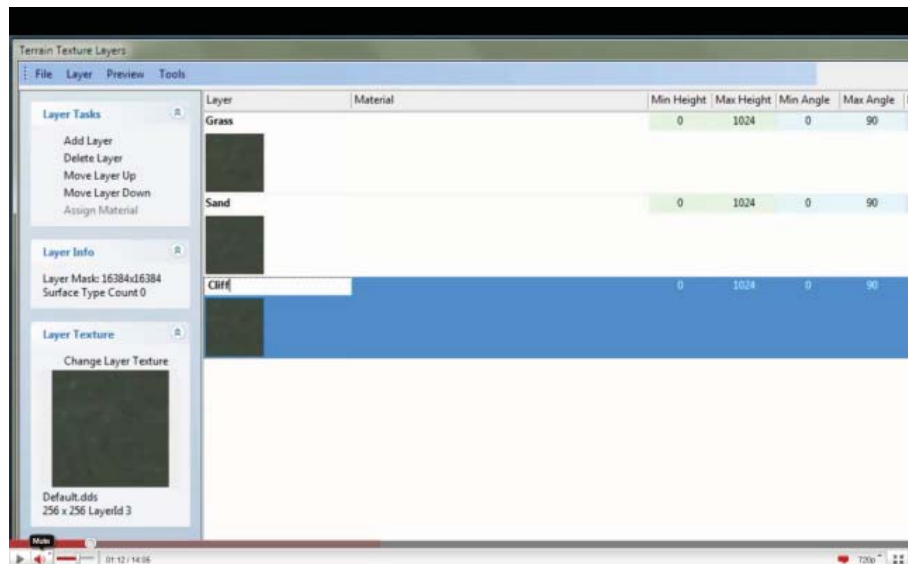 Terrain Texture Layers
File Layer Preview Tools
Layer Tasks
Add Layer
Delete Layer
Move Layer Up
Move Layer Down
Assign Material
Layer Info
Layer Mask: 16384x16384
Surface Type Count 0
Layer Texture
Change Layer Texture
Default.dds
256 x 256 LayerId 3
Layer Material Min Height Max Height Min Angle Max Angle
Grass 0 1024 0 90
Sand 0 1024 0 90
Cliff 0 1024 0 90
Mute
01:12 / 14:05
720p